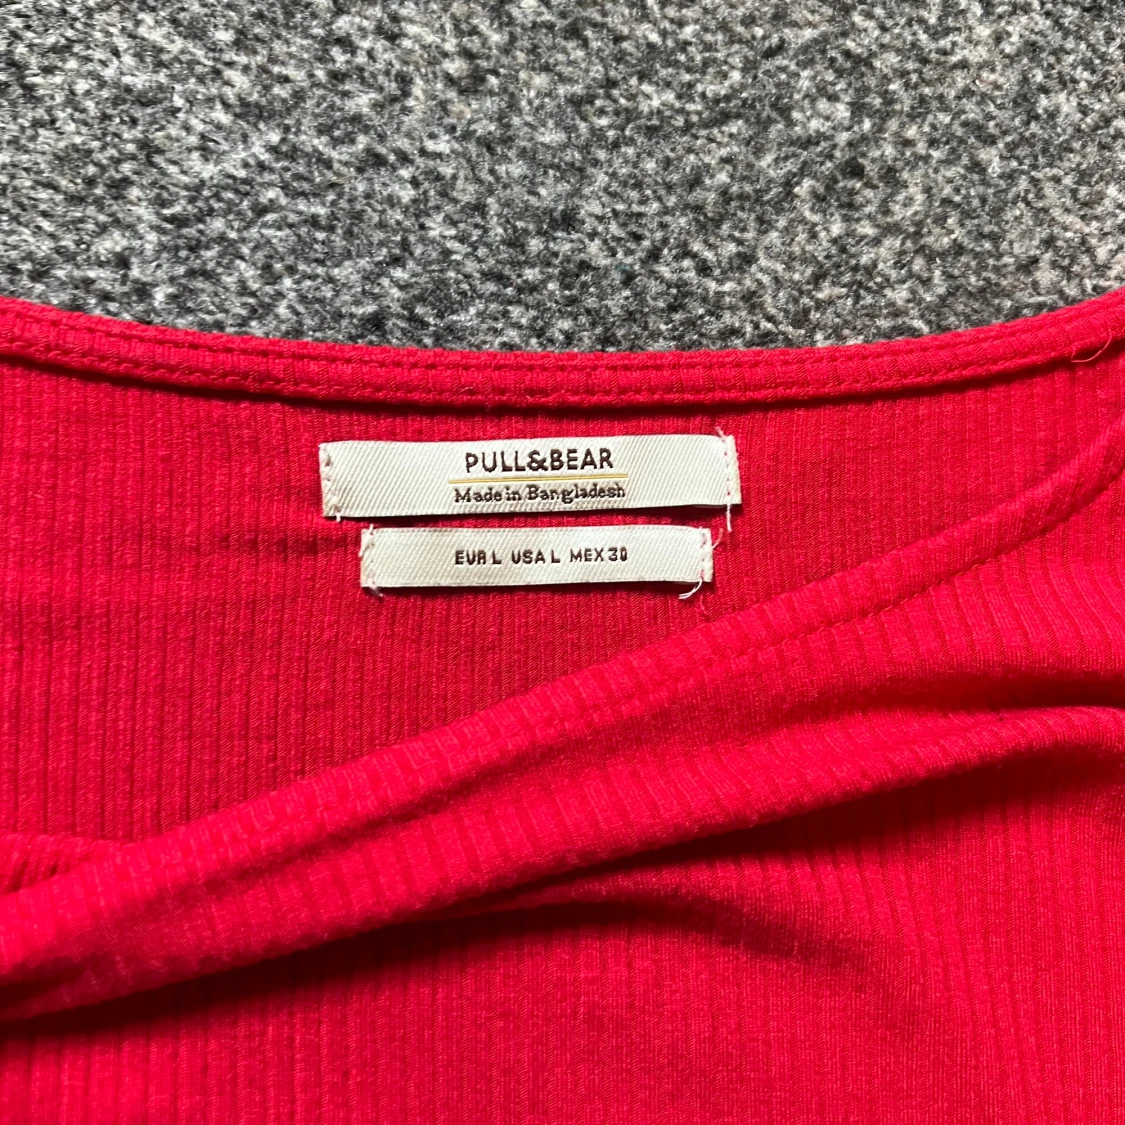 PULL&BEAR
Made in Bangladesh
EUR L USA L MEX 30